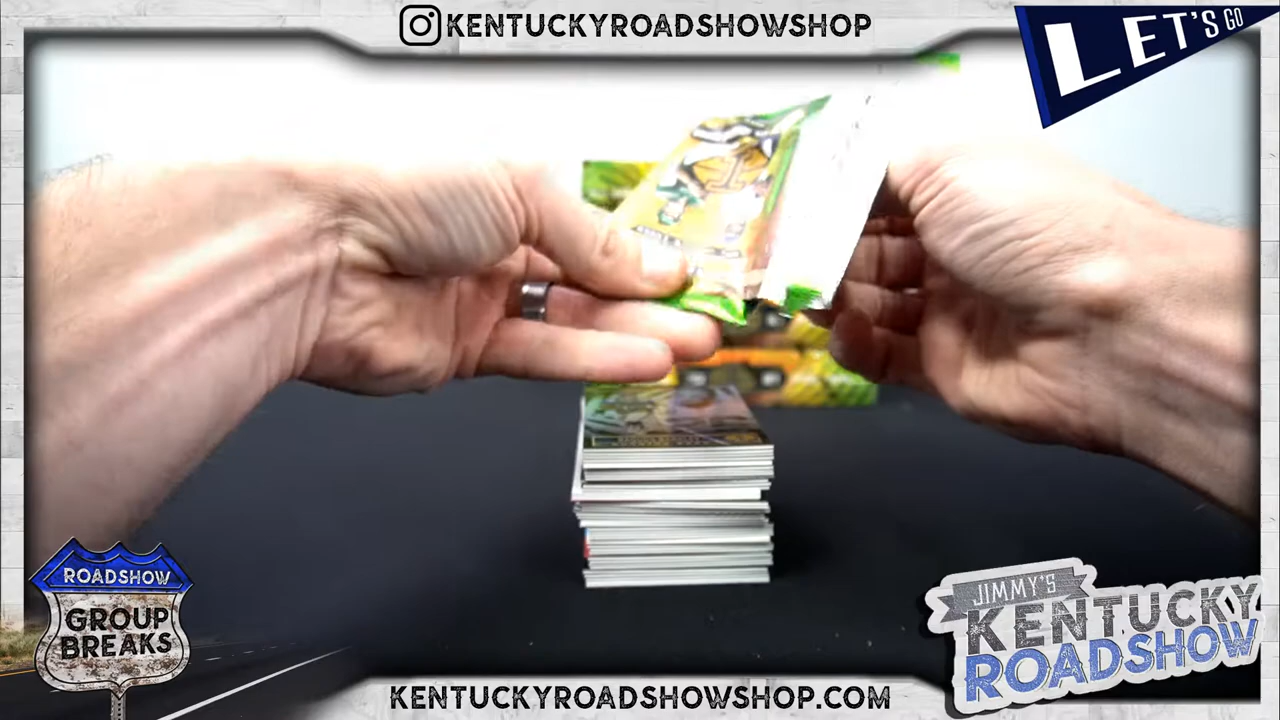 KENTUCKYROADSHOWSHOP
LET'S GO
ROADSHOW
GROUP
BREAKS
JIMMY'S
KENTUCKY
ROADSHOW
KENTUCKYROADSHOWSHOP.COM